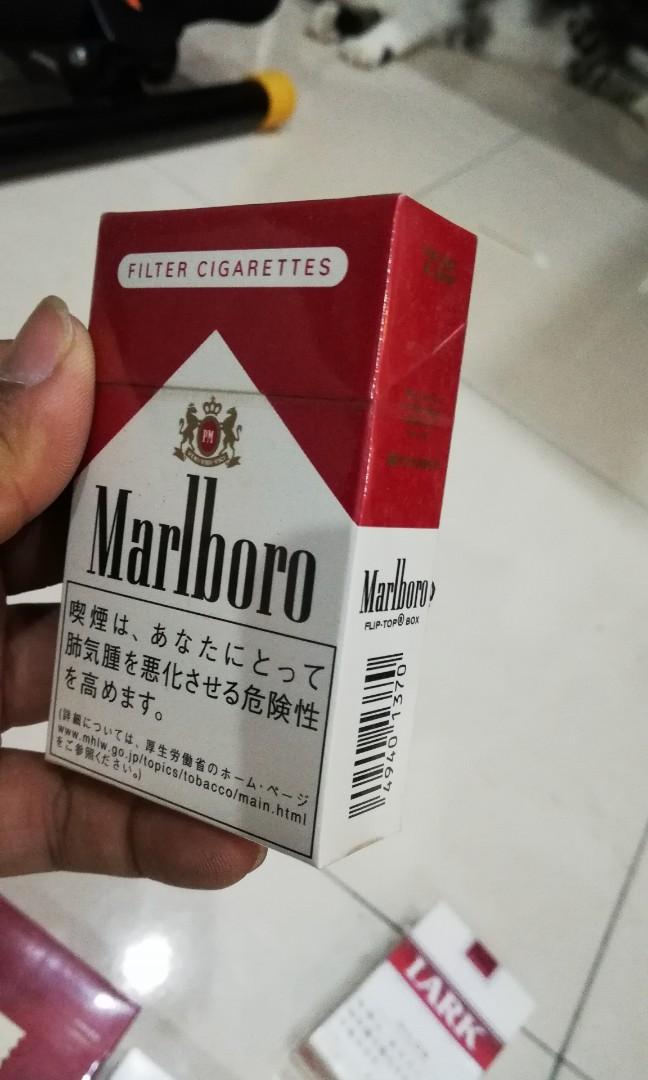 FILTER CIGARETTES
PM
Marlboro
喫煙は、あなたにとって
肺気腫を悪化させる危険性
を高めます。
(詳細については、厚生労働省のホーム・ページ
www.mhlw.go.jp/topics/tobacco/main.html
をご参照ください。)
Marlboro
FLIP-TOP® BOX
4940 1370
LARK